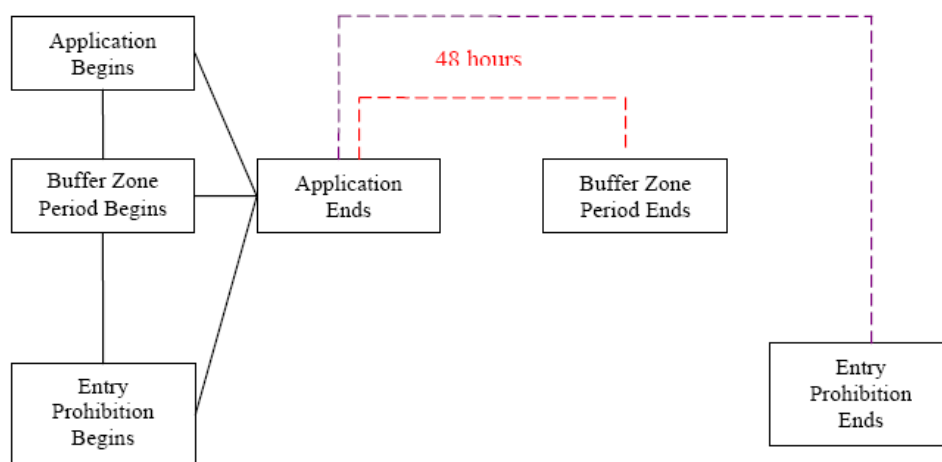 Application
Begins
48 hours
Buffer Zone
Period Begins
Application
Ends
Buffer Zone
Period Ends
Entry
Prohibition
Begins
Entry
Prohibition
Ends